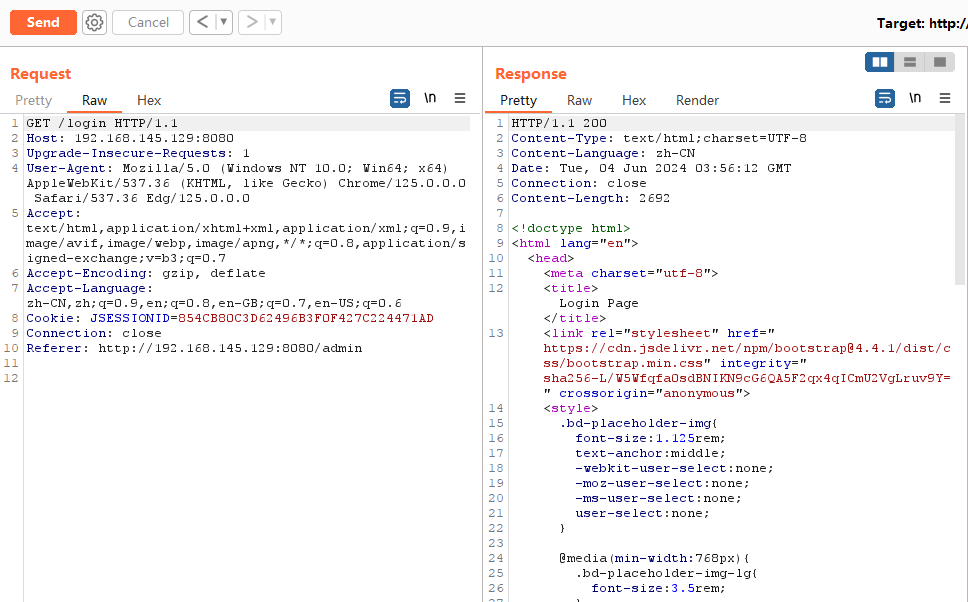 Send
Cancel
<
>
Target: http:/
Request
Pretty
Raw
Hex
\n
1 GET /login HTTP/1.1
2 Host: 192.168.145.129:8080
3 Upgrade-Insecure-Requests: 1
4 User-Agent: Mozilla/5.0 (Windows NT 10.0; Win64; x64)
AppleWebKit/537.36 (KHTML, like Gecko) Chrome/125.0.0.0
Safari/537.36 Edg/125.0.0.0
5 Accept:
text/html,application/xhtml+xml,application/xml;q=0.9,i
mage/avif,image/webp,image/apng,*/*;q=0.8,application/s
igned-exchange;v=b3;q=0.7
6 Accept-Encoding: gzip, deflate
7 Accept-Language:
zh-CN,zh;q=0.9,en;q=0.8,en-GB;q=0.7,en-US;q=0.6
8 Cookie: JSESSIONID=854CB80C3D62496B3F0F427C224471AD
9 Connection: close
10 Referer: http://192.168.145.129:8080/admin
11
12
Response
Pretty
Raw
Hex
Render
\n
1 HTTP/1.1 200
2 Content-Type: text/html;charset=UTF-8
3 Content-Language: zh-CN
4 Date: Tue, 04 Jun 2024 03:56:12 GMT
5 Connection: close
6 Content-Length: 2692
7
8 <!doctype html>
9 <html lang="en">
10 <head>
11 <meta charset="utf-8">
12 <title>
Login Page
</title>
13 <link rel="stylesheet" href="
https://cdn.jsdelivr.net/npm/bootstrap@4.4.1/dist/c
ss/bootstrap.min.css" integrity="
sha256-L/W5Wfqfa0sdBNIKN9cG6QA5F2qx4qICmU2VgLruv9Y=
" crossorigin="anonymous">
14 <style>
15 .bd-placeholder-img{
16 font-size:1.125rem;
17 text-anchor:middle;
18 -webkit-user-select:none;
19 -moz-user-select:none;
20 -ms-user-select:none;
21 user-select:none;
22 }
23
24 @media(min-width:768px){
25 .bd-placeholder-img-lg{
26 font-size:3.5rem;